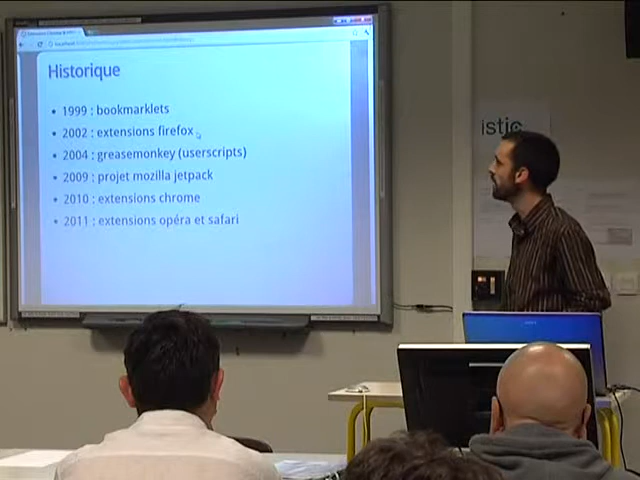 Historique
• 1999 : bookmarklets
• 2002 : extensions firefox
• 2004 : greasemonkey (userscripts)
• 2009 : projet mozilla jetpack
• 2010 : extensions chrome
• 2011 : extensions opéra et safari
istic